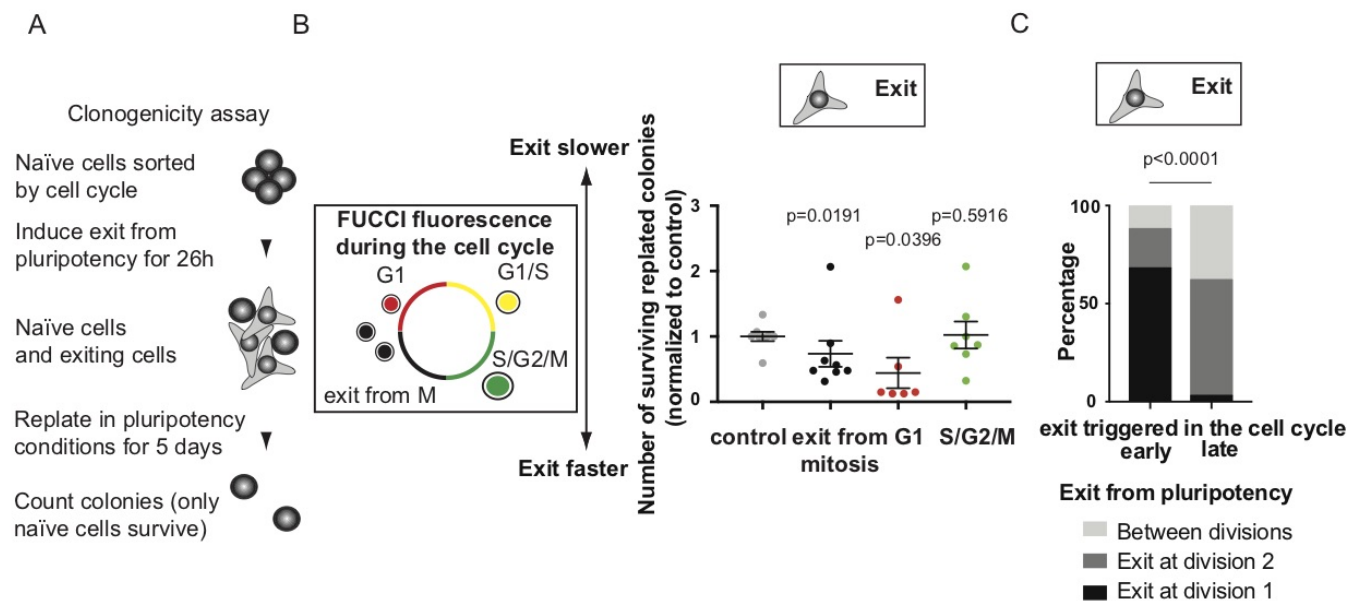 A
Clonogenicity assay
Naïve cells sorted
by cell cycle
Induce exit from
pluripotency for 26h
Naïve cells
and exiting cells
Replate in pluripotency
conditions for 5 days
Count colonies (only
naïve cells survive)
B
FUCCI fluorescence
during the cell cycle
G1
G1/S
S/G2/M
exit from M
Exit slower
Exit faster
Exit
Number of surviving replated colonies
(normalized to control)
3
2
1
0
p=0.0191
p=0.0396
p=0.5916
control
exit from
mitosis
G1
S/G2/M
C
Exit
p<0.0001
Percentage
100
50
0
exit triggered in the cell cycle
early
late
Exit from pluripotency
Between divisions
Exit at division 2
Exit at division 1